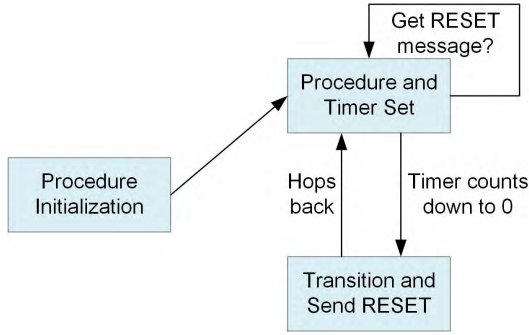 Get RESET
message?
Procedure and
Timer Set
Procedure
Initialization
Hops
back
Timer counts
down to 0
Transition and
Send RESET